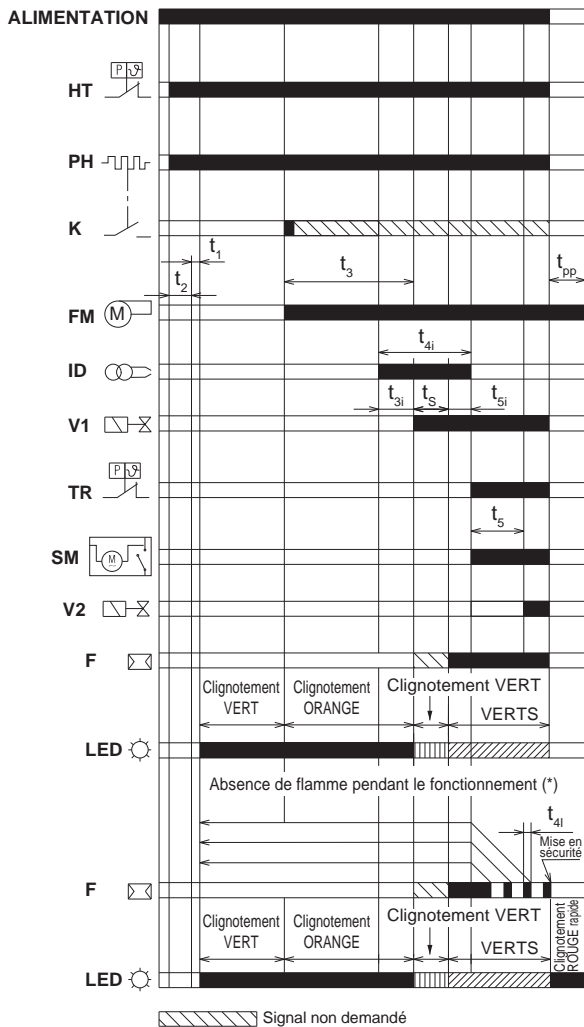 ALIMENTATION
P ϑ
HT
PH
K
t1
t2
t3
tpp
FM
M
t4i
ID
t3i tS t5i
V1
P ϑ
TR
t5
SM
M
V2
F
Clignotement VERT
Clignotement
VERT
Clignotement
ORANGE
VERTS
LED
Absence de flamme pendant le fonctionnement (*)
t4l
Mise en
sécurité
F
Clignotement VERT
Clignotement
VERT
Clignotement
ORANGE
VERTS
Clignotement
ROUGE rapide
LED
Signal non demandé